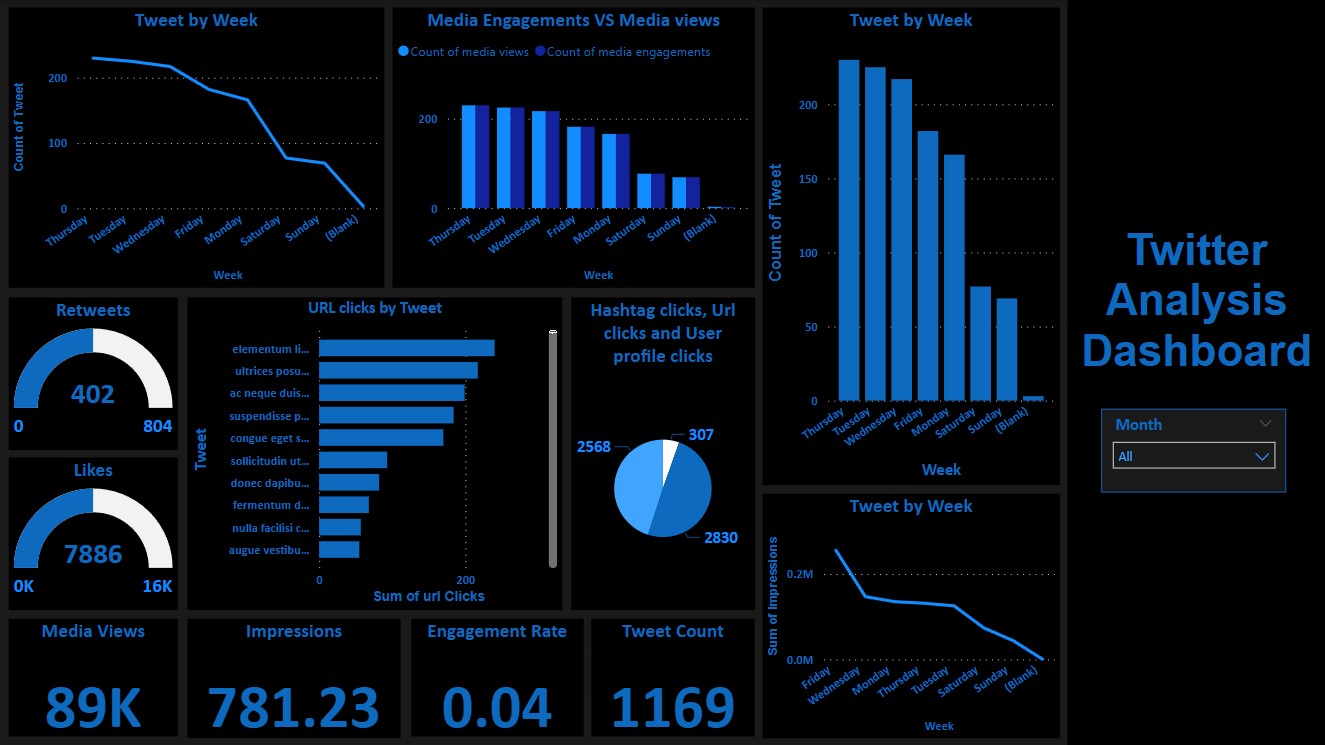 Tweet by Week
Count of Tweet
200
100
0
Thursday
Tuesday
Wednesday
Friday
Monday
Saturday
Sunday
(Blank)
Week
Media Engagements VS Media views
Count of media views
Count of media engagements
200
0
Thursday
Tuesday
Wednesday
Friday
Monday
Saturday
Sunday
(Blank)
Week
Tweet by Week
Count of Tweet
200
150
100
50
0
Thursday
Tuesday
Wednesday
Friday
Monday
Saturday
Sunday
(Blank)
Week
Twitter
Analysis
Dashboard
Month
All
Retweets
402
0
804
Likes
7886
0K
16K
URL clicks by Tweet
Tweet
elementum li...
ultrices posu...
ac neque duis...
suspendisse p...
congue eget s...
sollicitudin ut...
donec dapibu...
fermentum d...
nulla facilisi c...
augue vestibu...
0
200
Sum of url Clicks
Hashtag clicks, Url
clicks and User
profile clicks
2568
307
2830
Tweet by Week
Sum of Impressions
0.2M
0.0M
Friday
Wednesday
Monday
Thursday
Tuesday
Saturday
Sunday
(Blank)
Week
Media Views
89K
Impressions
781.23
Engagement Rate
0.04
Tweet Count
1169